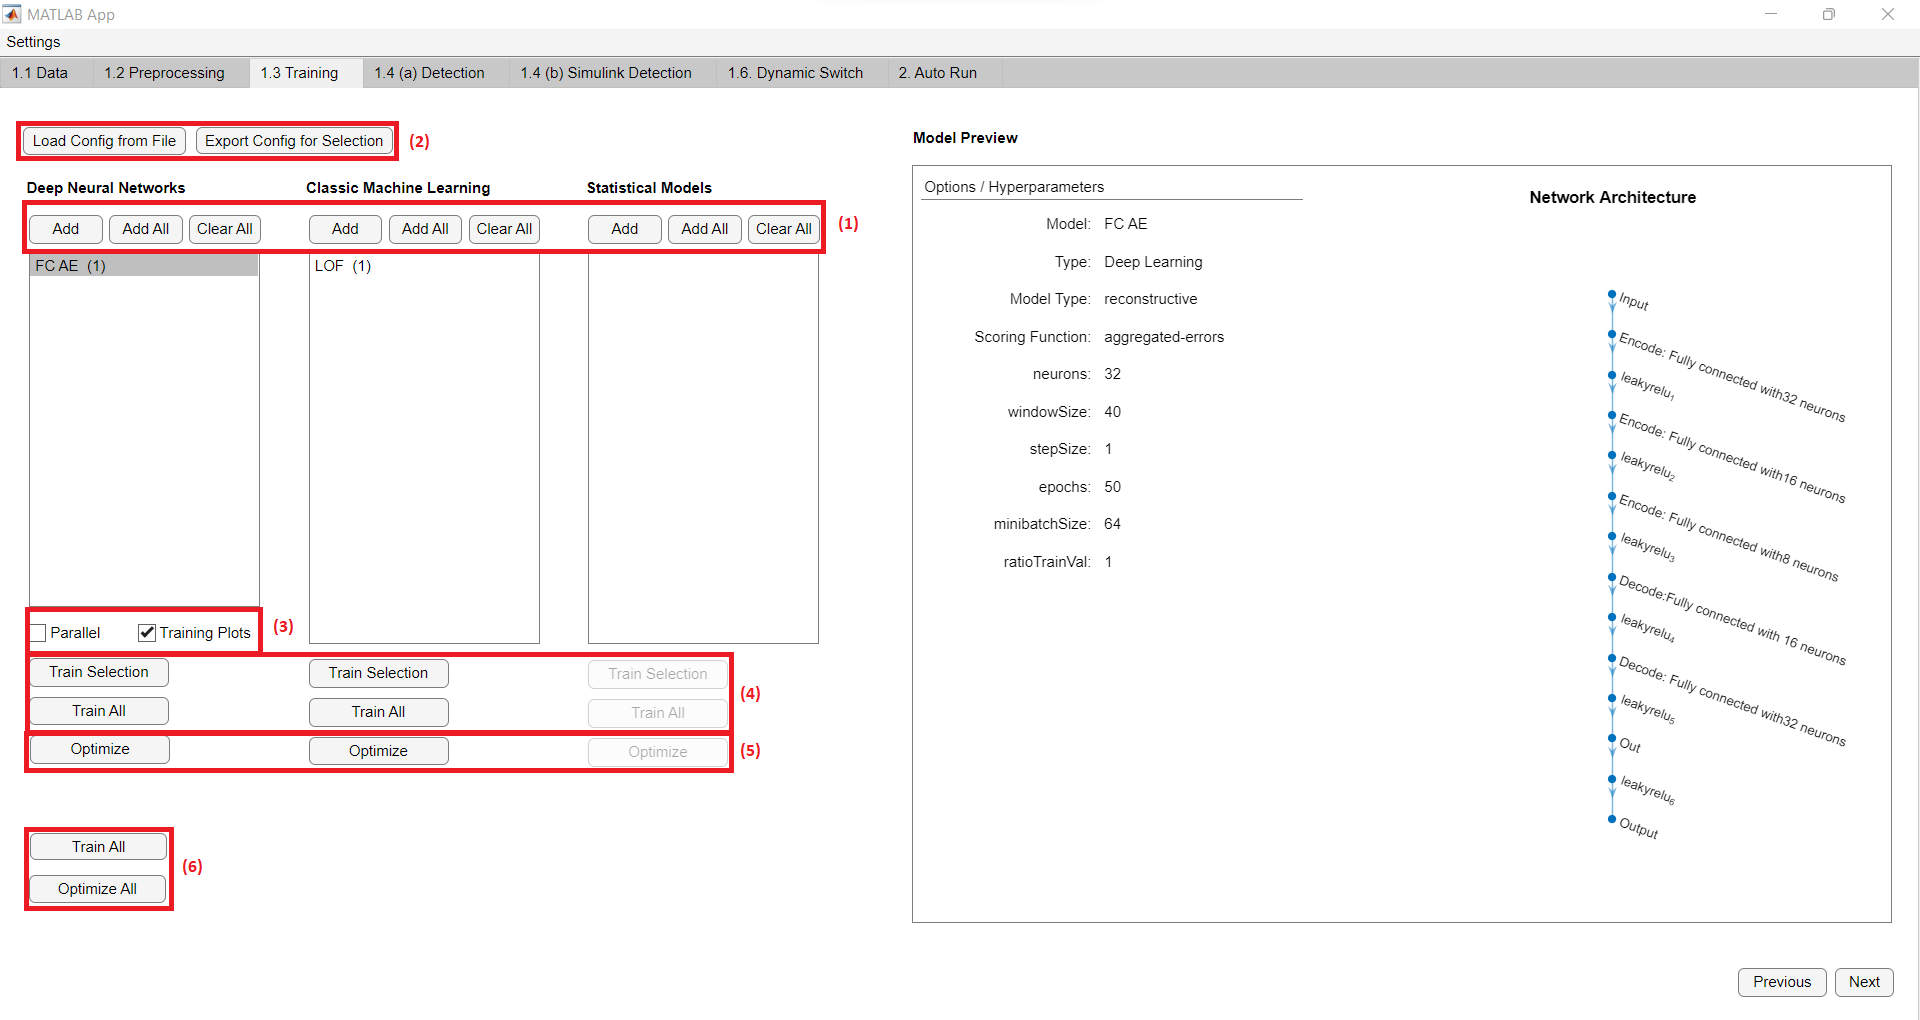 MATLAB App
Settings
1.1 Data 1.2 Preprocessing 1.3 Training 1.4 (a) Detection 1.4 (b) Simulink Detection 1.6. Dynamic Switch 2. Auto Run
Load Config from File Export Config for Selection (2)
Deep Neural Networks Classic Machine Learning Statistical Models
Add Add All Clear All Add Add All Clear All Add Add All Clear All (1)
FC AE (1) LOF (1)
Parallel Training Plots (3)
Train Selection Train Selection Train Selection
Train All Train All Train All (4)
Optimize Optimize Optimize (5)
Train All
Optimize All (6)
Model Preview
Options / Hyperparameters
Model: FC AE
Type: Deep Learning
Model Type: reconstructive
Scoring Function: aggregated-errors
neurons: 32
windowSize: 40
stepSize: 1
epochs: 50
minibatchSize: 64
ratioTrainVal: 1
Network Architecture
Input
Encode: Fully connected with32 neurons
leakyrelu1
Encode: Fully connected with16 neurons
leakyrelu2
Encode: Fully connected with8 neurons
leakyrelu3
Decode:Fully connected with 16 neurons
leakyrelu4
Decode: Fully connected with32 neurons
leakyrelu5
Out
leakyrelu6
Output
Previous Next